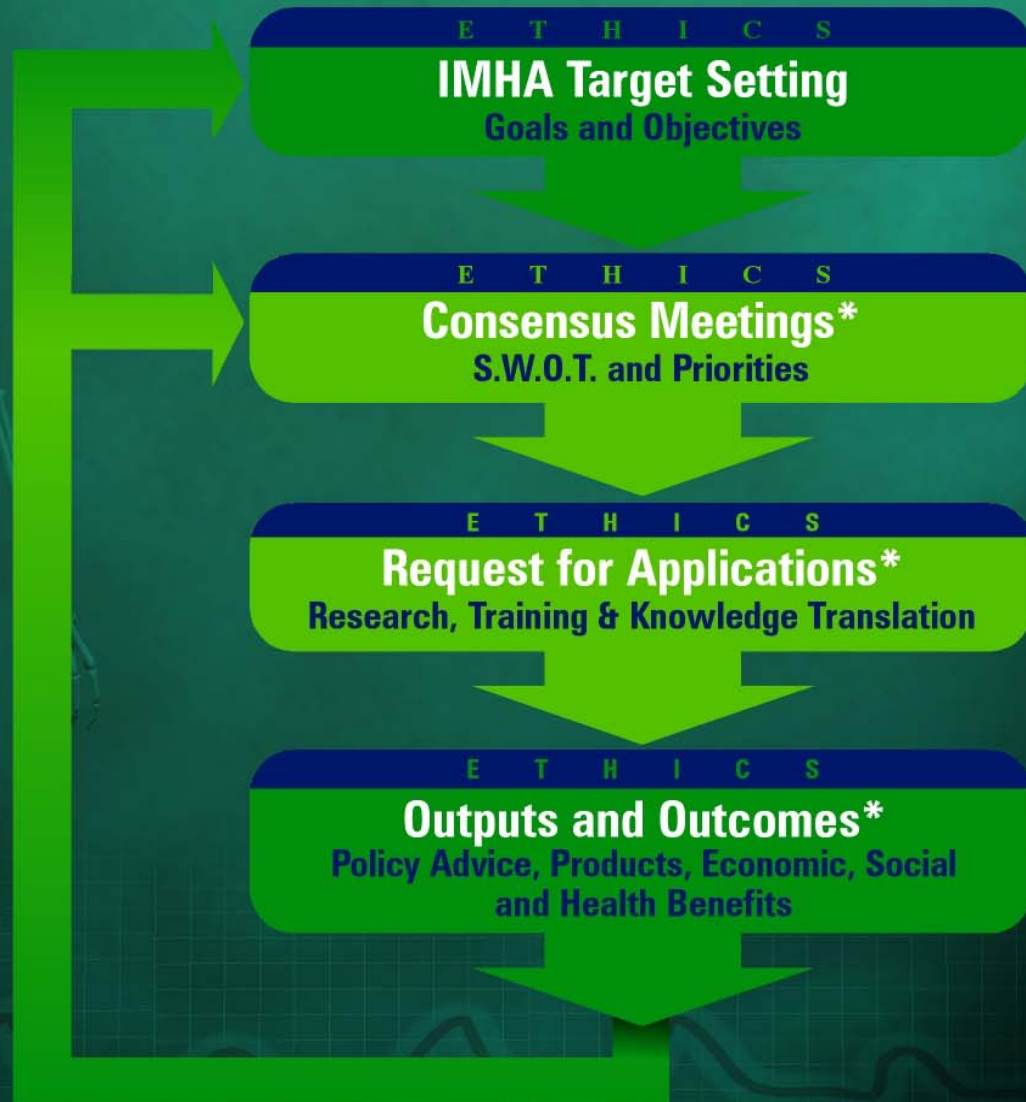 E T H I C S
IMHA Target Setting
Goals and Objectives
E T H I C S
Consensus Meetings*
S.W.O.T. and Priorities
E T H I C S
Request for Applications*
Research, Training & Knowledge Translation
E T H I C S
Outputs and Outcomes*
Policy Advice, Products, Economic, Social
and Health Benefits